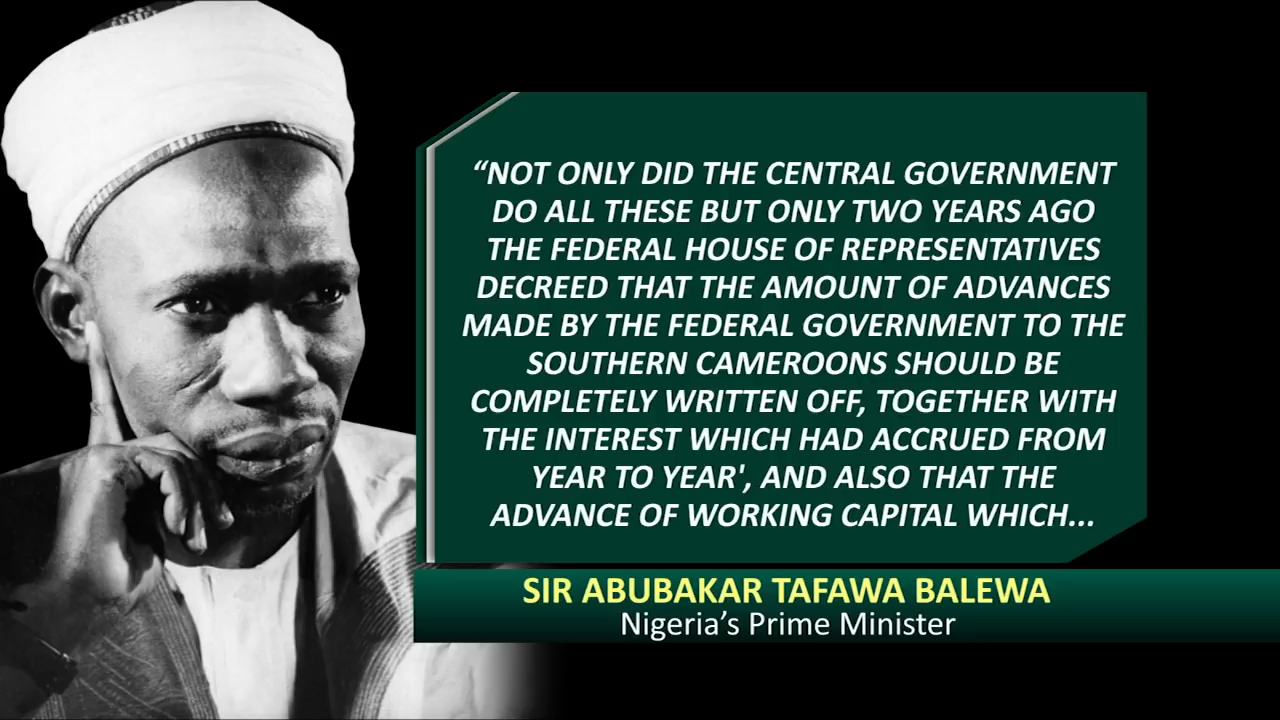 “NOT ONLY DID THE CENTRAL GOVERNMENT
DO ALL THESE BUT ONLY TWO YEARS AGO
THE FEDERAL HOUSE OF REPRESENTATIVES
DECREED THAT THE AMOUNT OF ADVANCES
MADE BY THE FEDERAL GOVERNMENT TO THE
SOUTHERN CAMEROONS SHOULD BE
COMPLETELY WRITTEN OFF, TOGETHER WITH
THE INTEREST WHICH HAD ACCRUED FROM
YEAR TO YEAR', AND ALSO THAT THE
ADVANCE OF WORKING CAPITAL WHICH...
SIR ABUBAKAR TAFAWA BALEWA
Nigeria’s Prime Minister